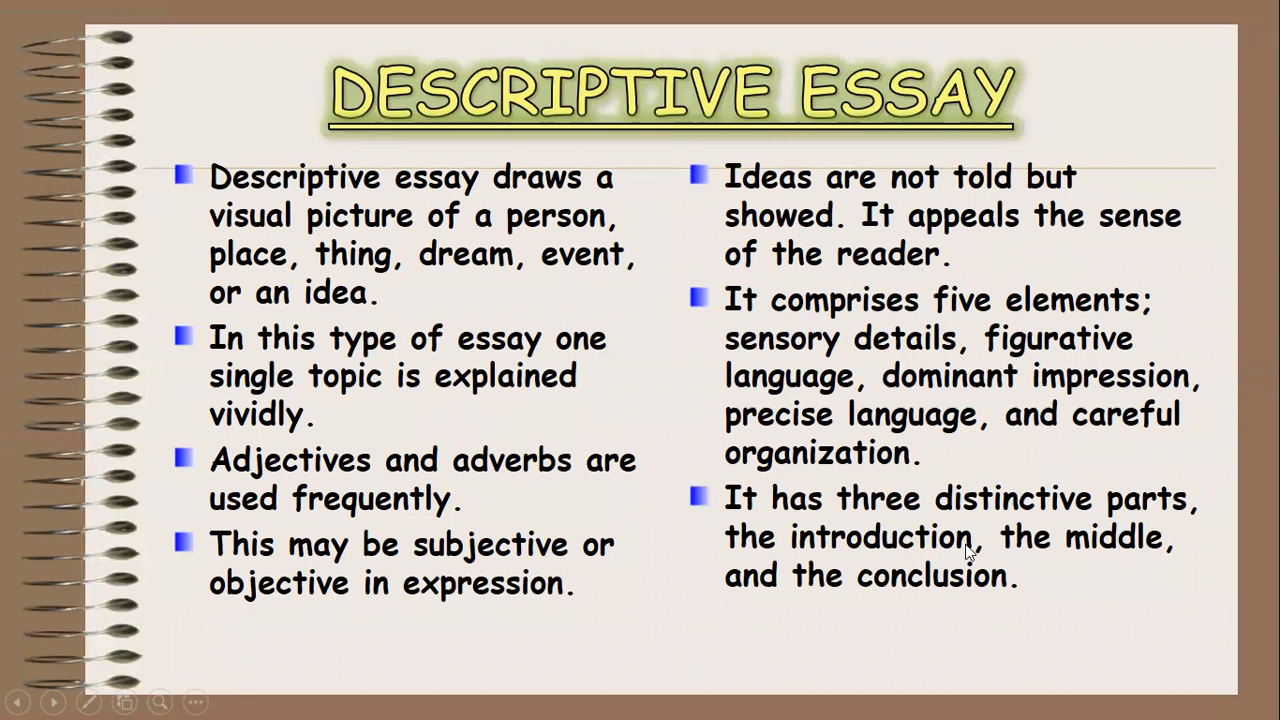 DESCRIPTIVE ESSAY
Descriptive essay draws a
visual picture of a person,
place, thing, dream, event,
or an idea.
In this type of essay one
single topic is explained
vividly.
Adjectives and adverbs are
used frequently.
This may be subjective or
objective in expression.
Ideas are not told but
showed. It appeals the sense
of the reader.
It comprises five elements;
sensory details, figurative
language, dominant impression,
precise language, and careful
organization.
It has three distinctive parts,
the introduction, the middle,
and the conclusion.